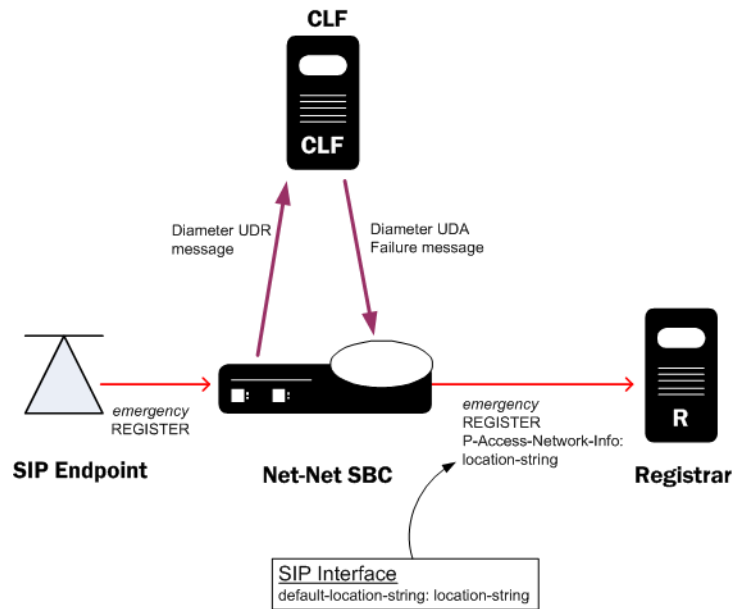 CLF
CLF
Diameter UDR
message
Diameter UDA
Failure message
emergency
REGISTER
emergency
REGISTER
P-Access-Network-Info:
location-string
R
SIP Endpoint
Net-Net SBC
Registrar
SIP Interface
default-location-string: location-string